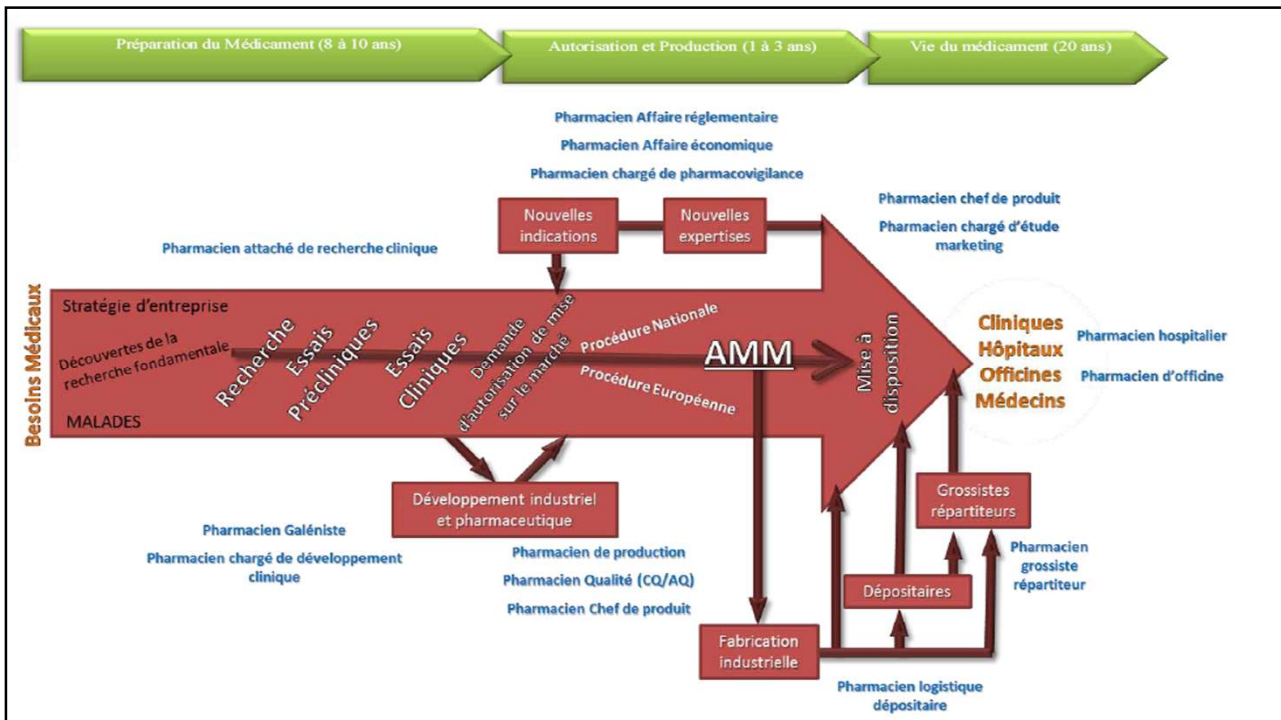 Préparation du Médicament (8 à 10 ans)
Autorisation et Production (1 à 3 ans)
Vie du médicament (20 ans)
Pharmacien Affaire réglementaire
Pharmacien Affaire économique
Pharmacien chargé de pharmacovigilance
Pharmacien chef de produit
Pharmacien chargé d'étude
marketing
Nouvelles
indications
Nouvelles
expertises
Pharmacien attaché de recherche clinique
Besoins Médicaux
Stratégie d'entreprise
Découvertes de la
recherche fondamentale
MALADES
Recherche
Essais
Précliniques
Essais
Cliniques
Demande
d'autorisation de mise
sur le marché
Procédure Nationale
Procédure Européenne
AMM
Mise à
disposition
Cliniques
Hôpitaux
Officines
Médecins
Pharmacien hospitalier
Pharmacien d'officine
Développement industriel
et pharmaceutique
Grossistes
répartiteurs
Pharmacien Galéniste
Pharmacien chargé de développement
clinique
Pharmacien de production
Pharmacien Qualité (CQ/AQ)
Pharmacien Chef de produit
Pharmacien
grossiste
répartiteur
Dépositaires
Fabrication
industrielle
Pharmacien logistique
dépositaire